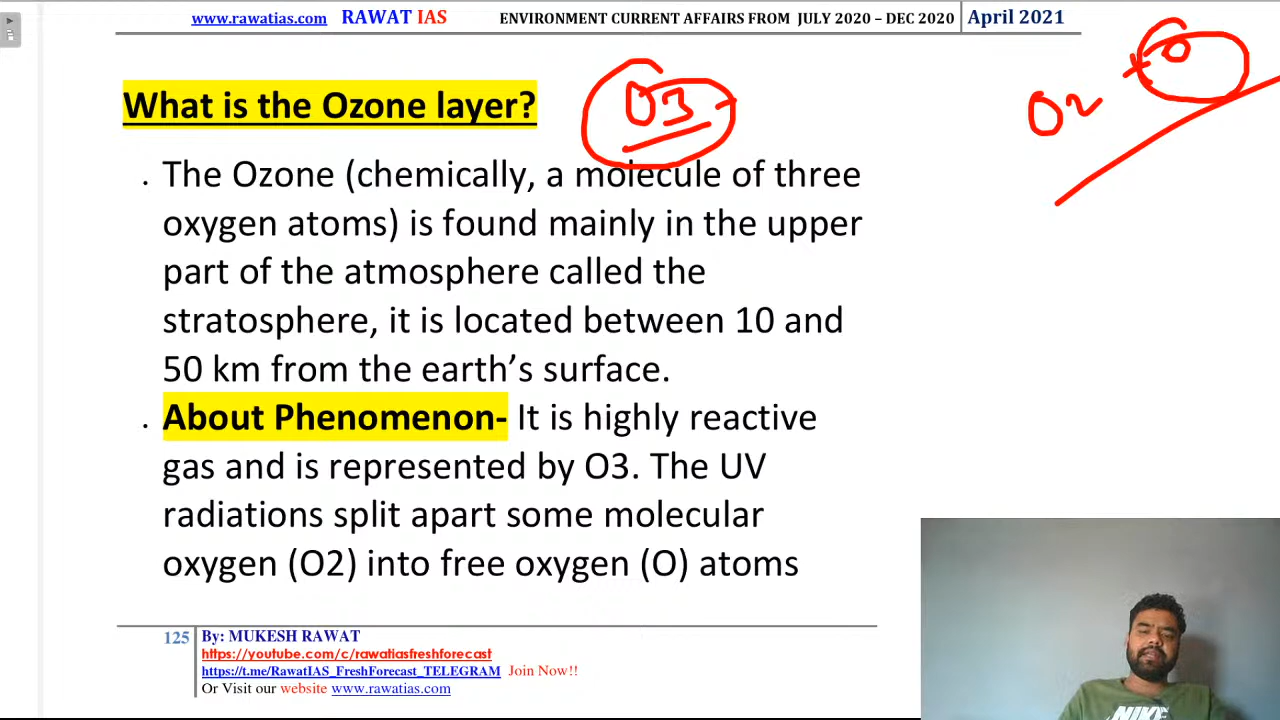 www.rawatias.com RAWAT IAS ENVIRONMENT CURRENT AFFAIRS FROM JULY 2020 – DEC 2020 April 2021
What is the Ozone layer?
O3
O2 + O
. The Ozone (chemically, a molecule of three
oxygen atoms) is found mainly in the upper
part of the atmosphere called the
stratosphere, it is located between 10 and
50 km from the earth’s surface.
. About Phenomenon- It is highly reactive
gas and is represented by O3. The UV
radiations split apart some molecular
oxygen (O2) into free oxygen (O) atoms
125 By: MUKESH RAWAT
https://youtube.com/c/rawatiasfreshforecast
https://t.me/RawatIAS_FreshForecast_TELEGRAM Join Now!!
Or Visit our website www.rawatias.com
NIKE